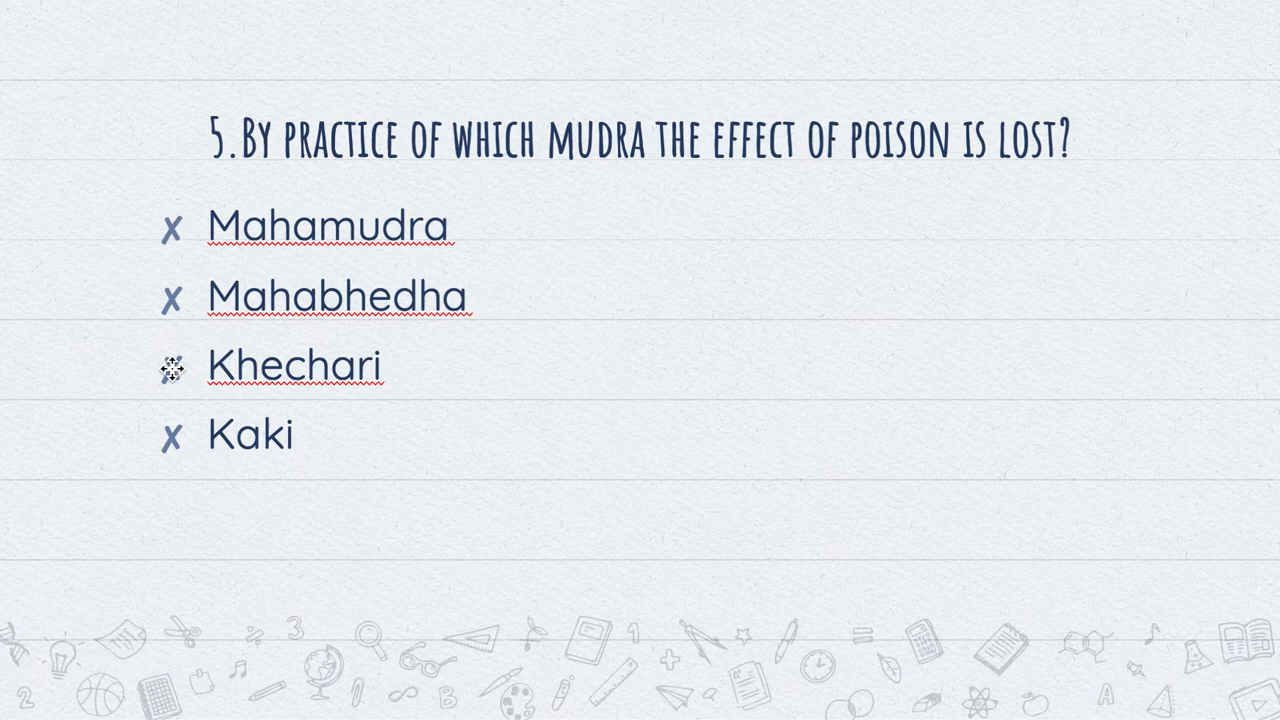 5. By practice of which mudra the effect of poison is lost?
✗ Mahamudra
✗ Mahabhedha
✗ Khechari
✗ Kaki